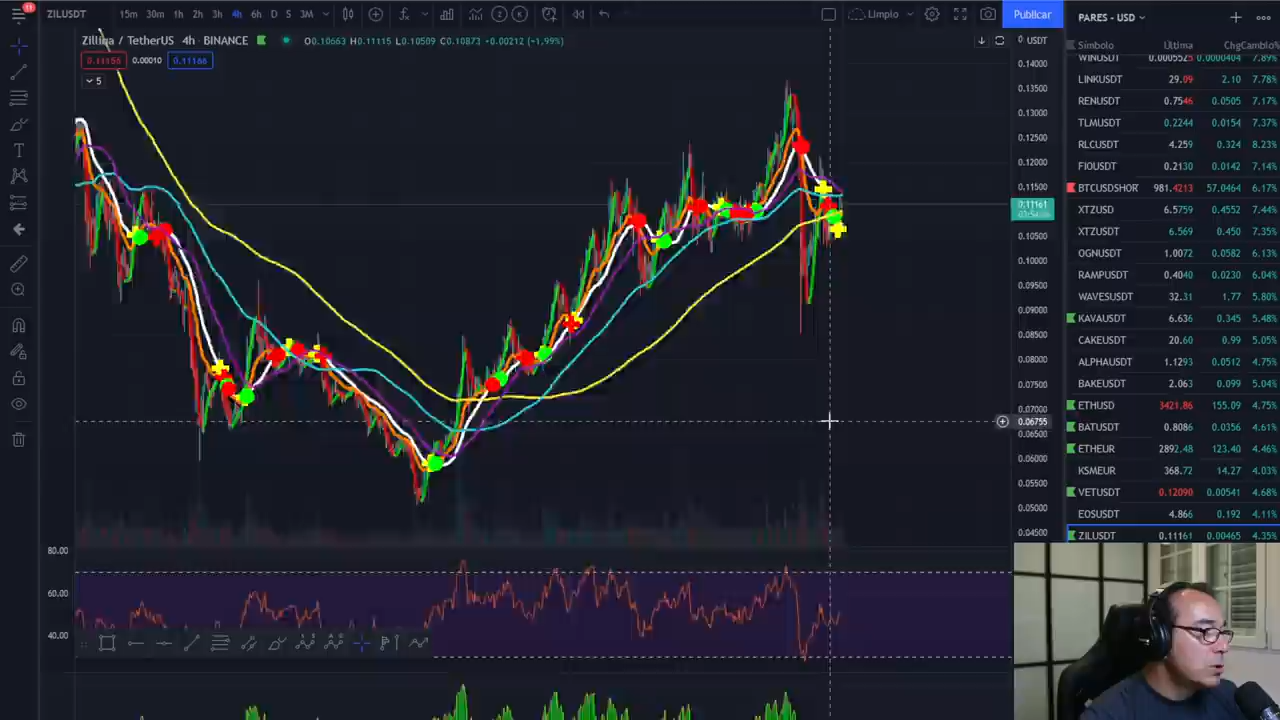 11
ZILUSDT
15m 30m 1h 2h 3h 4h 6h D S 3M
Limpio
Publicar
PARES - USD
Zilliqa / TetherUS 4h BINANCE
O0.10663 H0.11115 L0.10509 C0.10873 +0.00212 (+1.99%)
0.11156 0.00010 0.11166
5
USDT
Símbolo Última Chg Cambio%
WINUSDT 0.0005525 0.0000404 7.89%
LINKUSDT 29.09 2.10 7.78%
RENUSDT 0.7546 0.0505 7.17%
TLMUSDT 0.2244 0.0154 7.37%
RLCUSDT 4.259 0.324 8.23%
FIOUSDT 0.2130 0.0142 7.14%
BTCUSDSHOR 981.4213 57.0464 6.17%
XTZUSD 6.5759 0.4552 7.44%
XTZUSDT 6.569 0.450 7.35%
OGNUSDT 1.0072 0.0582 6.13%
RAMPUSDT 0.4040 0.0230 6.04%
WAVESUSDT 32.31 1.77 5.80%
KAVAUSDT 6.636 0.345 5.48%
CAKEUSDT 20.60 0.99 5.05%
ALPHAUSDT 1.1293 0.0512 4.75%
BAKEUSDT 2.063 0.099 5.04%
ETHUSD 3421.86 155.09 4.75%
BATUSDT 0.8086 0.0356 4.61%
ETHEUR 2892.48 123.40 4.46%
KSMEUR 368.72 14.27 4.03%
VETUSDT 0.12090 0.00541 4.68%
EOSUSDT 4.866 0.192 4.11%
ZILUSDT 0.11161 0.00465 4.35%
0.14000
0.13500
0.13000
0.12500
0.12000
0.11500
0.11161
0.10500
0.10000
0.09500
0.09000
0.08500
0.08000
0.07500
0.07000
0.06755
0.06500
0.06000
0.05500
0.05000
0.04500
80.00
60.00
40.00